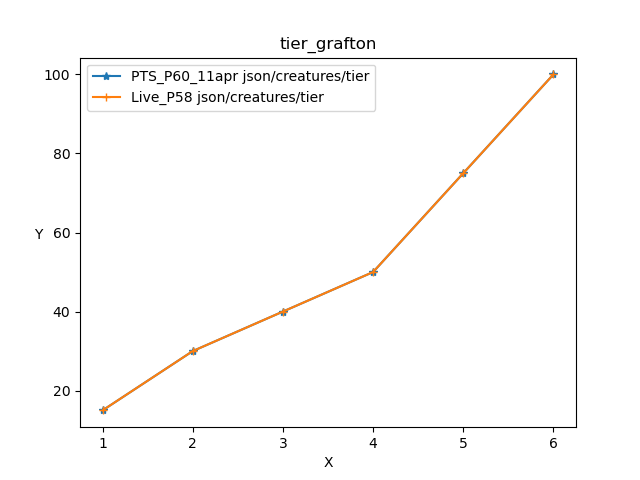 tier_grafton
PTS_P60_11apr json/creatures/tier
Live_P58 json/creatures/tier
100
80
60
40
20
Y
1 2 3 4 5 6
X